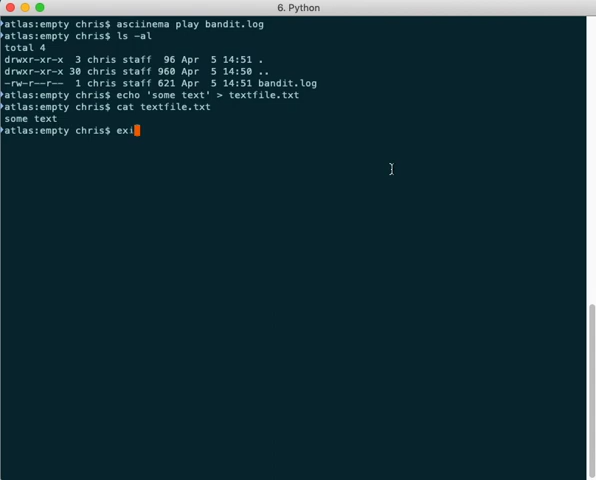 6. Python
atlas:empty chris$ asciinema play bandit.log
atlas:empty chris$ ls -al
total 4
drwxr-xr-x  3 chris staff  96 Apr  5 14:51 .
drwxr-xr-x 30 chris staff 960 Apr  5 14:50 ..
-rw-r--r--  1 chris staff 621 Apr  5 14:51 bandit.log
atlas:empty chris$ echo 'some text' > textfile.txt
atlas:empty chris$ cat textfile.txt
some text
atlas:empty chris$ exi